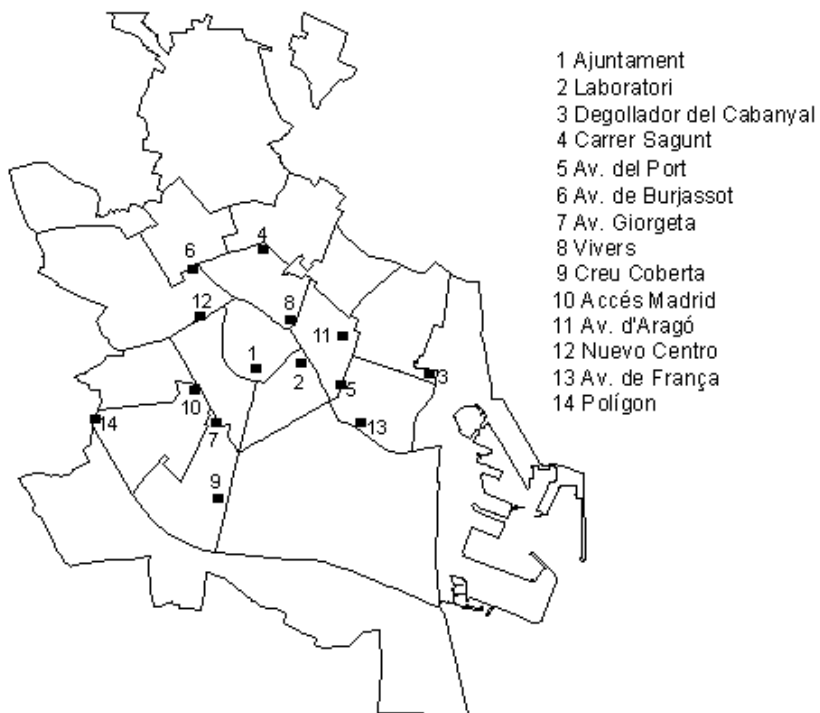 1 Ajuntament
2 Laboratori
3 Degollador del Cabanyal
4 Carrer Sagunt
5 Av. del Port
6 Av. de Burjassot
7 Av. Giorgeta
8 Vivers
9 Creu Coberta
10 Accés Madrid
11 Av. d'Aragó
12 Nuevo Centro
13 Av. de França
14 Polígon
4
6
12
8
11
1
2
3
5
10
14
7
13
9